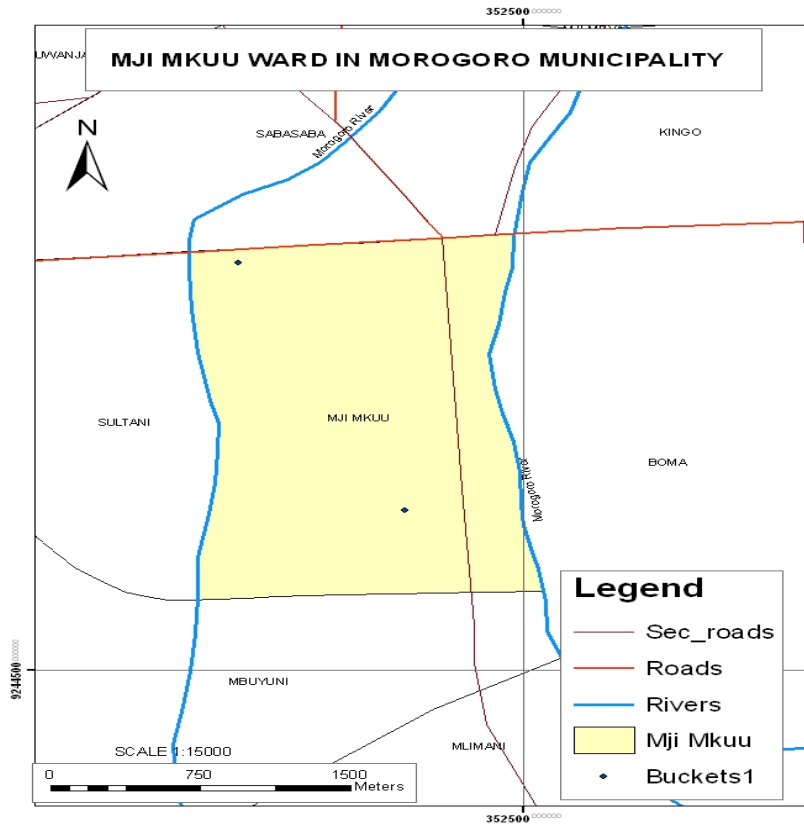 352500
MJI MKUU WARD IN MOROGORO MUNICIPALITY
UWANJA
N
SABASABA
Morogoro River
KINGO
SULTANI
MJI MKUU
BOMA
Morogoro River
9244500
MBUYUNI
MLIMANI
SCALE 1:15000
0 750 1500
Meters
Legend
Sec_roads
Roads
Rivers
Mji Mkuu
Buckets1
352500